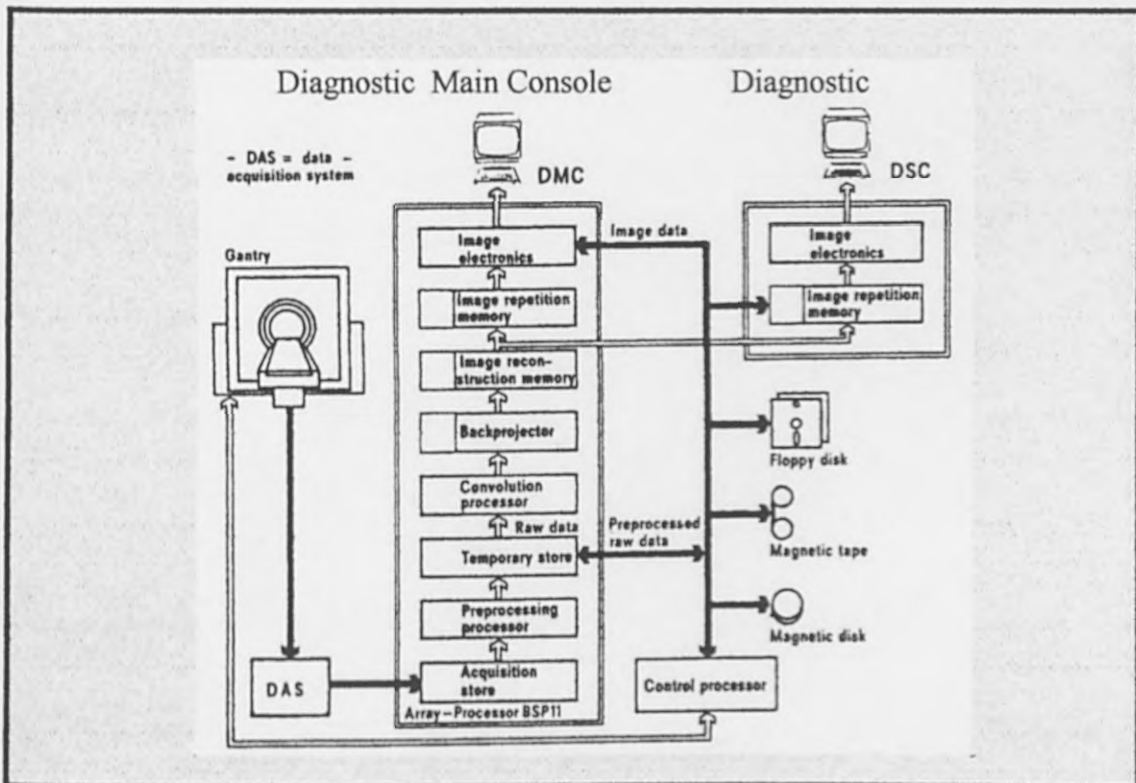 Diagnostic Main Console
Diagnostic
- DAS = data -
acquisition system
DMC
DSC
Gantry
Image
electronics
Image data
Image
electronics
Image repetition
memory
Image repetition
memory
Image recon-
struction memory
Backprojector
Floppy disk
Convolution
processor
Raw data
Preprocessed
raw data
Temporary store
Magnetic tape
Preprocessing
processor
Magnetic disk
DAS
Acquisition
store
Control processor
Array-Processor BSP11